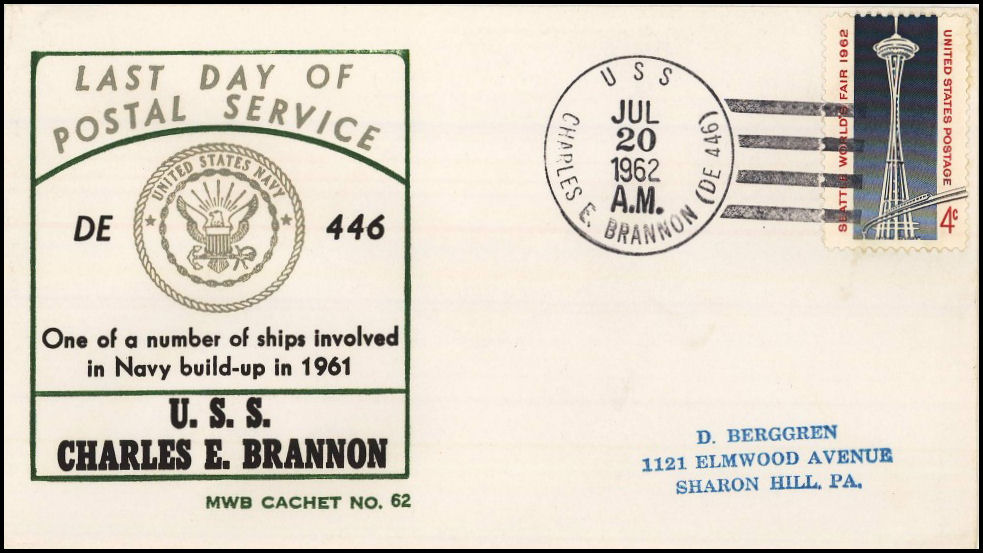 LAST DAY OF
POSTAL SERVICE
UNITED STATES NAVY
DE 446
One of a number of ships involved
in Navy build-up in 1961
U. S. S.
CHARLES E. BRANNON
MWB CACHET NO. 62
USS
CHARLES E. BRANNON (DE 446)
JUL
20
1962
A.M.
SEATTLE WORLD'S FAIR 1962
UNITED STATES POSTAGE
4c
D. BERGGREN
1121 ELMWOOD AVENUE
SHARON HILL, PA.